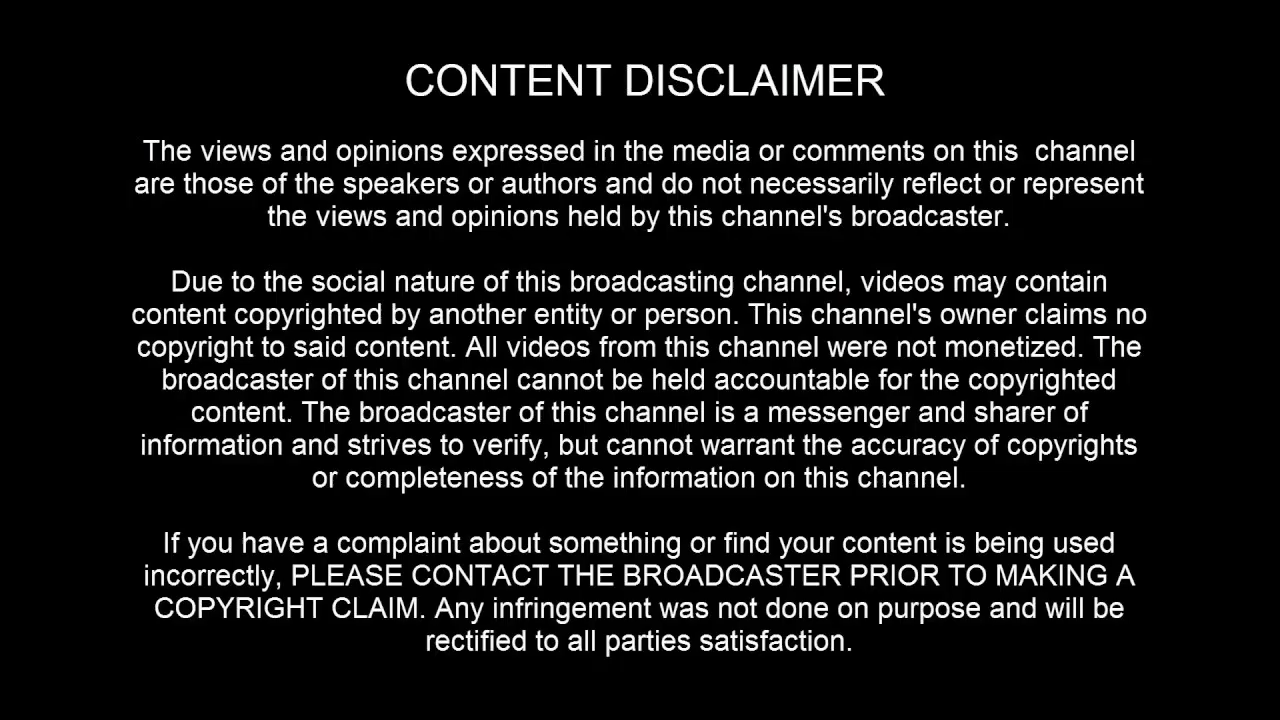 CONTENT DISCLAIMER
The views and opinions expressed in the media or comments on this  channel
are those of the speakers or authors and do not necessarily reflect or represent
the views and opinions held by this channel's broadcaster.
Due to the social nature of this broadcasting channel, videos may contain
content copyrighted by another entity or person. This channel's owner claims no
copyright to said content. All videos from this channel were not monetized. The
broadcaster of this channel cannot be held accountable for the copyrighted
content. The broadcaster of this channel is a messenger and sharer of
information and strives to verify, but cannot warrant the accuracy of copyrights
or completeness of the information on this channel.
If you have a complaint about something or find your content is being used
incorrectly, PLEASE CONTACT THE BROADCASTER PRIOR TO MAKING A
COPYRIGHT CLAIM. Any infringement was not done on purpose and will be
rectified to all parties satisfaction.